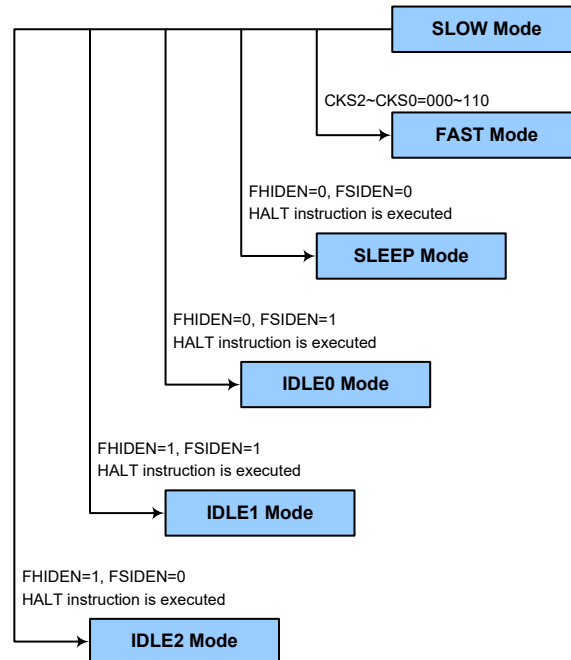 SLOW Mode
CKS2~CKS0=000~110
FAST Mode
FHIDEN=0, FSIDEN=0
HALT instruction is executed
SLEEP Mode
FHIDEN=0, FSIDEN=1
HALT instruction is executed
IDLE0 Mode
FHIDEN=1, FSIDEN=1
HALT instruction is executed
IDLE1 Mode
FHIDEN=1, FSIDEN=0
HALT instruction is executed
IDLE2 Mode